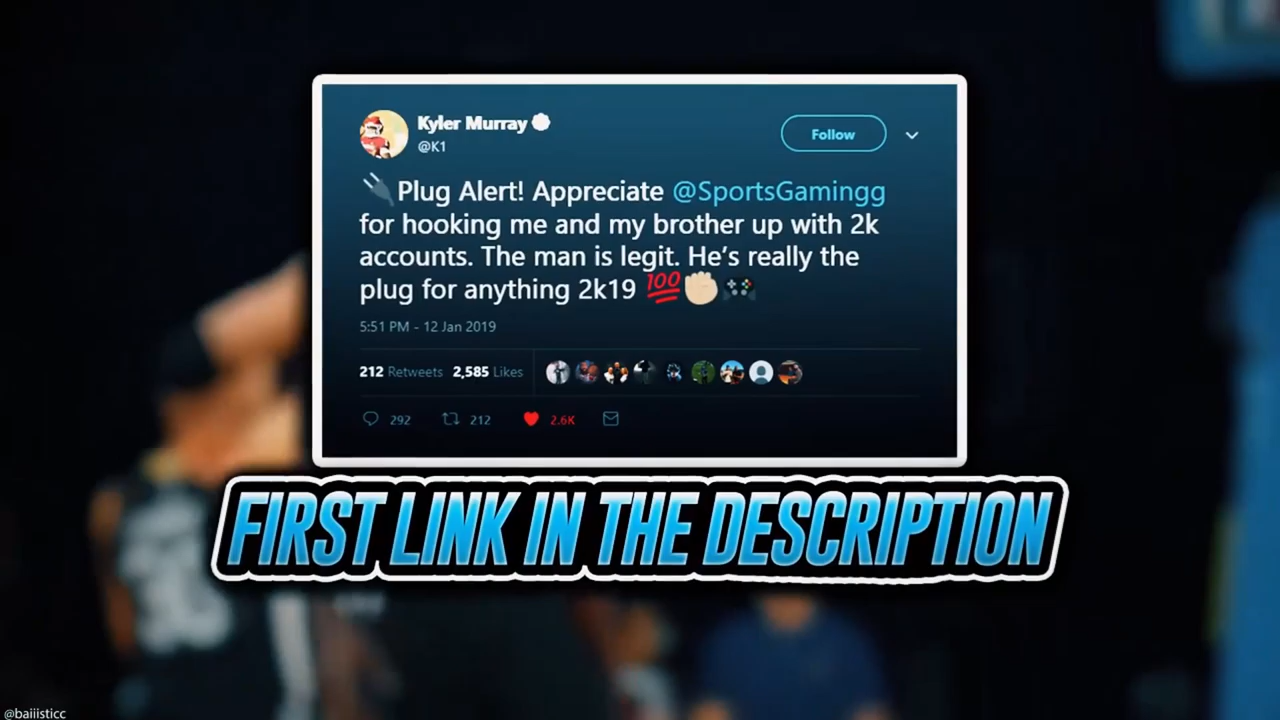 Kyler Murray
@K1
Follow
🔌Plug Alert! Appreciate @SportsGamingg
for hooking me and my brother up with 2k
accounts. The man is legit. He's really the
plug for anything 2k19 💯✊🏼🎮
5:51 PM - 12 Jan 2019
212 Retweets 2,585 Likes
292 212 2.6K
FIRST LINK IN THE DESCRIPTION
@baiiisticc